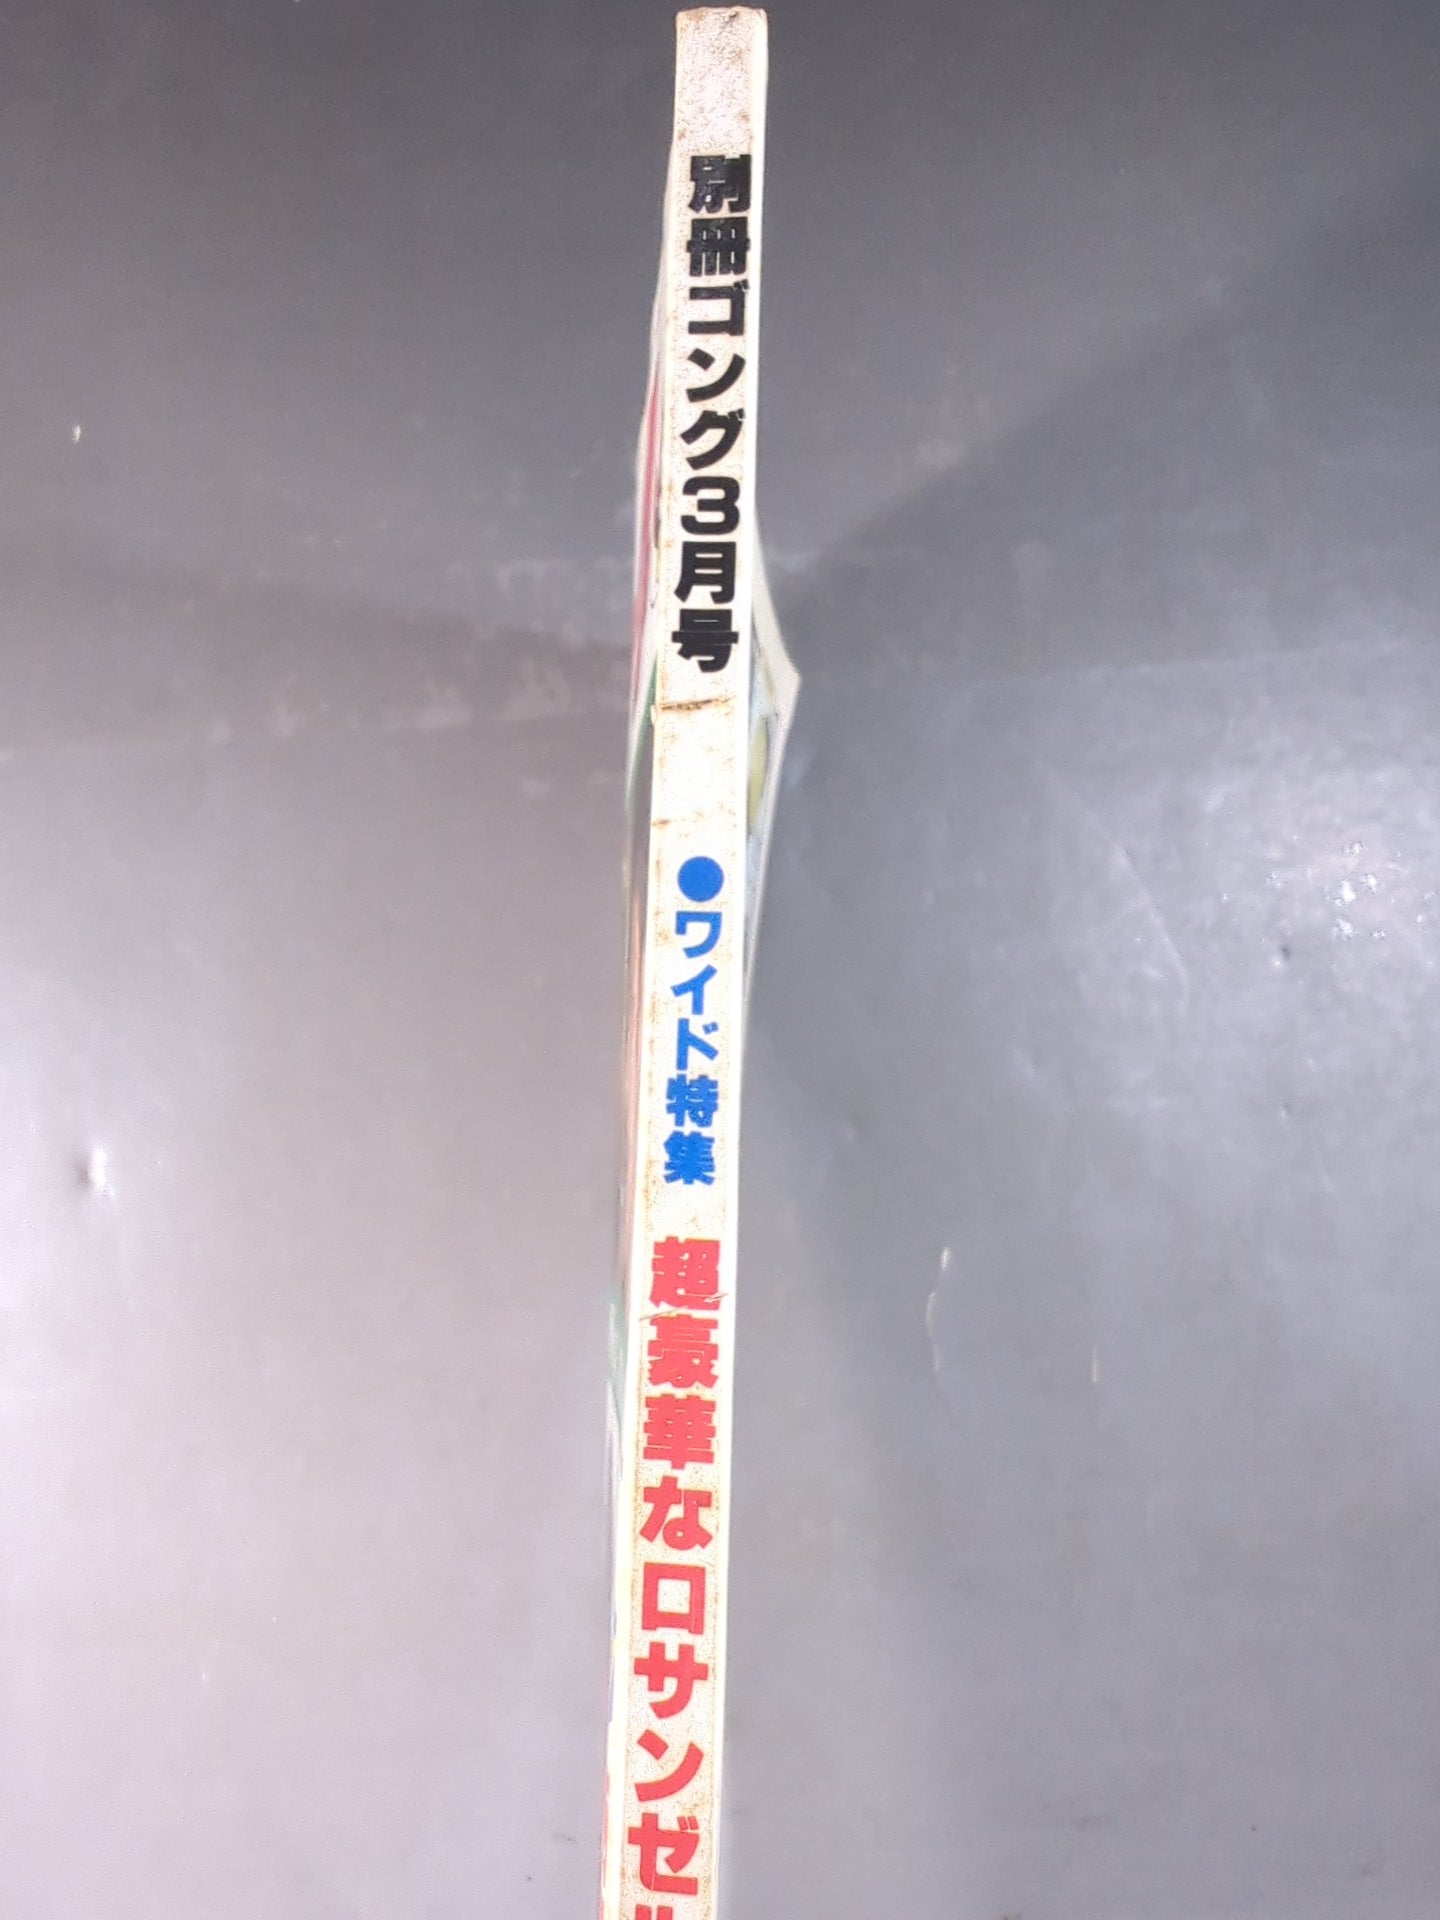 別冊ゴング3月号
●ワイド特集
超豪華なロサンゼ